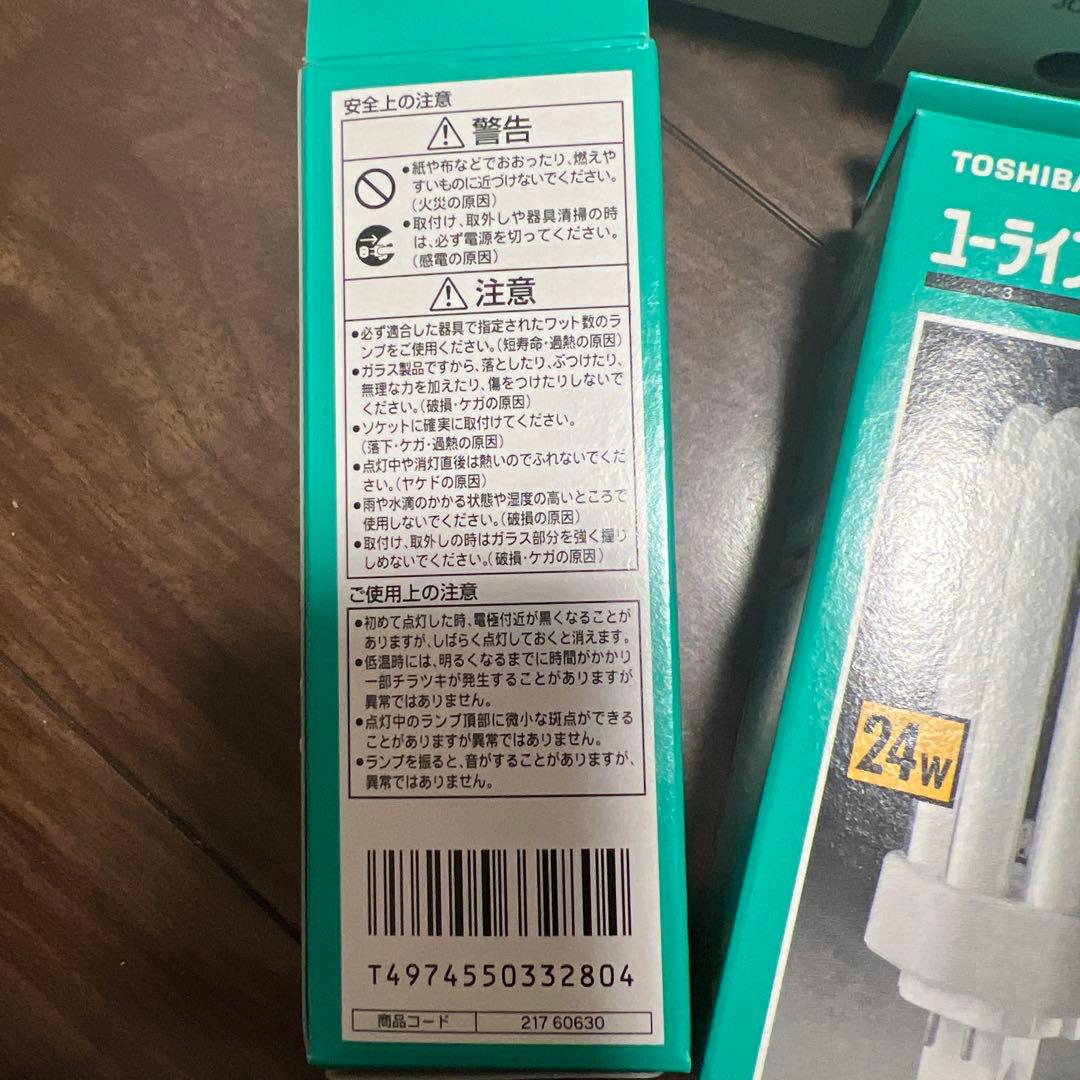 安全上の注意
警告
●紙や布などでおおったり、燃えや
すいものに近づけないでください。
(火災の原因)
●取付け、取外しや器具清掃の時
は、必ず電源を切ってください。
(感電の原因)
注意
●必ず適合した器具で指定されたワット数のラ
ンプをご使用ください。(短寿命・過熱の原因)
●ガラス製品ですから、落としたり、ぶつけたり、
無理な力を加えたり、傷をつけたりしないで
ください。(破損・ケガの原因)
●ソケットに確実に取付けてください。
(落下・ケガ・過熱の原因)
●点灯中や消灯直後は熱いのでふれないでくだ
さい。(ヤケドの原因)
●雨や水滴のかかる状態や湿度の高いところで
使用しないでください。(破損の原因)
●取付け、取外しの時はガラス部分を強く握り
しめないでください。(破損・ケガの原因)
ご使用上の注意
●初めて点灯した時、電極付近が黒くなることが
ありますが、しばらく点灯しておくと消えます。
●低温時には、明るくなるまでに時間がかかり
一部チラツキが発生することがありますが
異常ではありません。
●点灯中のランプ頂部に微小な斑点ができる
ことがありますが異常ではありません。
●ランプを振ると、音がすることがありますが、
異常ではありません。
T4974550332804
商品コード 217 60630
TOSHIBA
ユーライン
3
24W